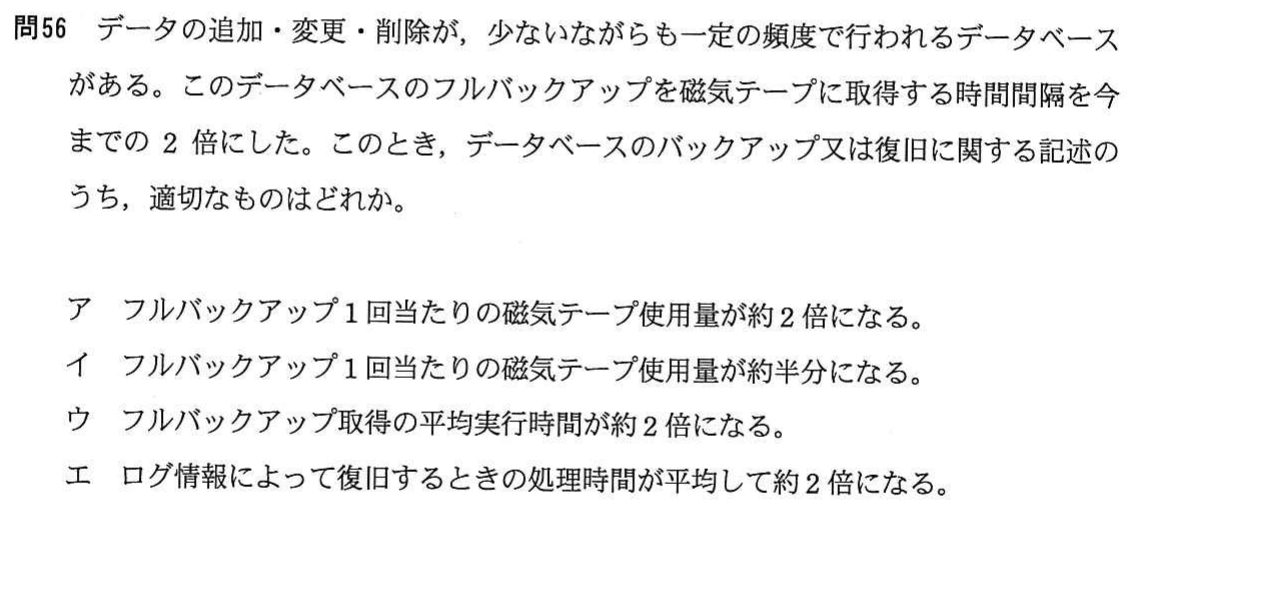 問56 データの追加・変更・削除が，少ないながらも一定の頻度で行われるデータベース
がある。このデータベースのフルバックアップを磁気テープに取得する時間間隔を今
までの 2 倍にした。このとき，データベースのバックアップ又は復旧に関する記述の
うち，適切なものはどれか。
ア フルバックアップ1回当たりの磁気テープ使用量が約2倍になる。
イ フルバックアップ1回当たりの磁気テープ使用量が約半分になる。
ウ フルバックアップ取得の平均実行時間が約2倍になる。
エ ログ情報によって復旧するときの処理時間が平均して約2倍になる。